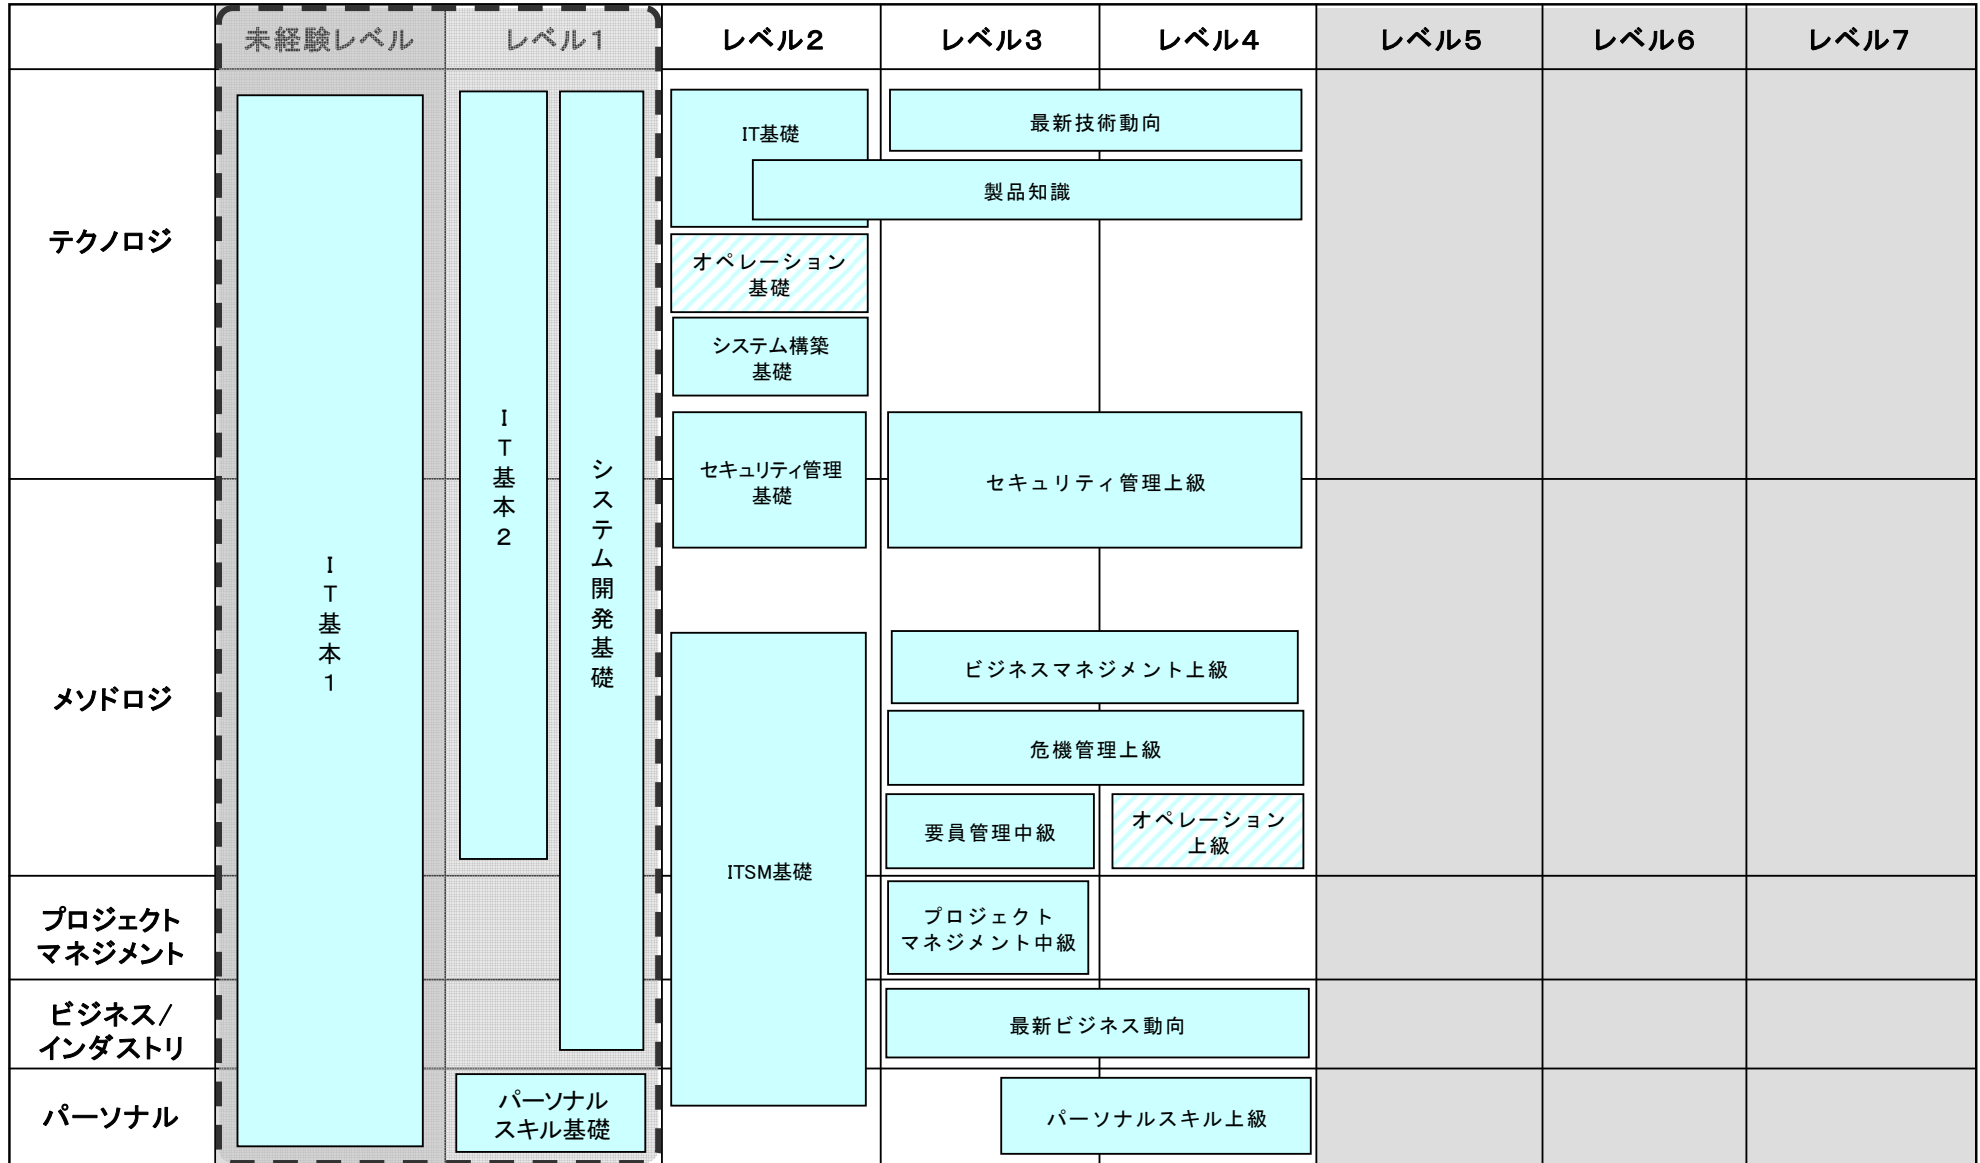 未経験レベル
レベル1
レベル2
レベル3
レベル4
レベル5
レベル6
レベル7
テクノロジ
メソドロジ
プロジェクト
マネジメント
ビジネス/
インダストリ
パーソナル
IT基本1
IT基本2
システム開発基礎
パーソナル
スキル基礎
IT基礎
最新技術動向
製品知識
オペレーション
基礎
システム構築
基礎
セキュリティ管理
基礎
セキュリティ管理上級
ITSM基礎
ビジネスマネジメント上級
危機管理上級
要員管理中級
オペレーション
上級
プロジェクト
マネジメント中級
最新ビジネス動向
パーソナルスキル上級